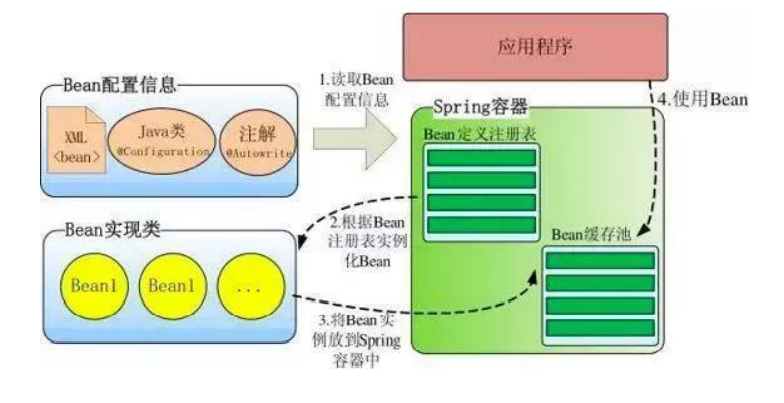 应用程序
Bean配置信息
XML
<bean>
Java类
@Configuration
注解
@Autowrite
1.读取Bean
配置信息
Spring容器
4.使用Bean
Bean定义注册表
Bean实现类
Bean1
Bean1
...
2.根据Bean
注册表实例
化Bean
Bean缓存池
3.将Bean实
例放到Spring
容器中